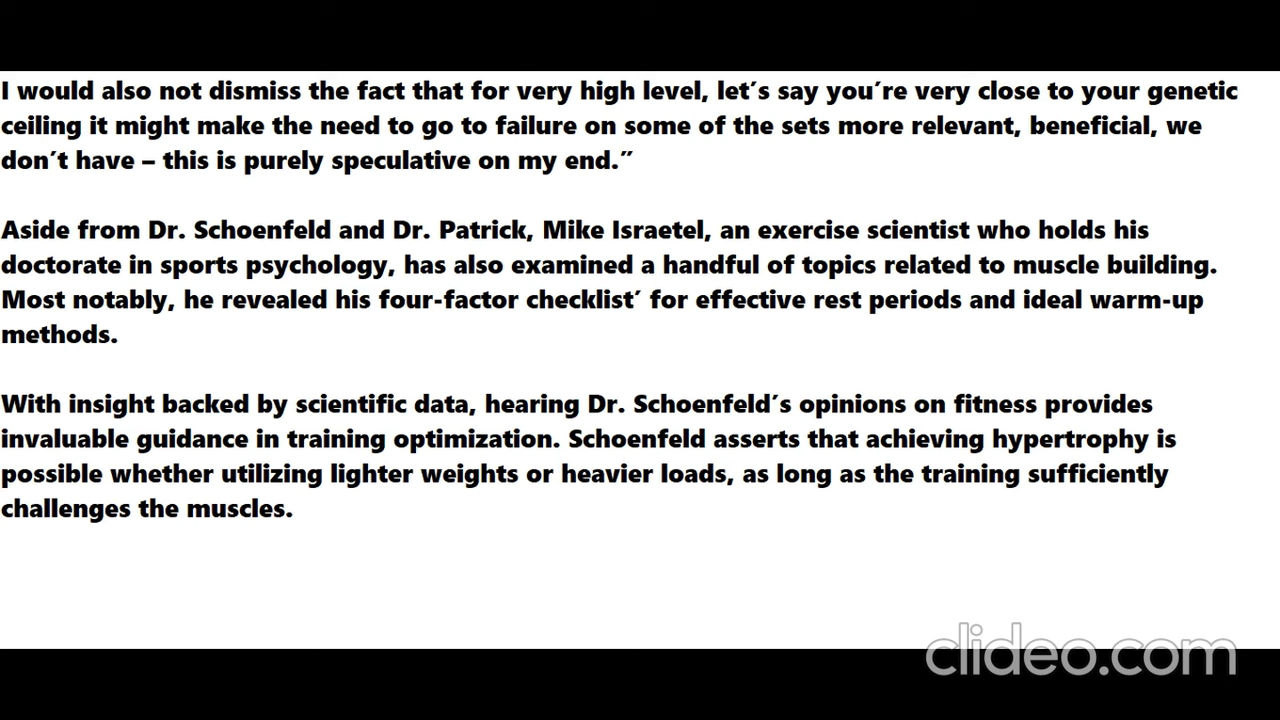 I would also not dismiss the fact that for very high level, let′s say you′re very close to your genetic
ceiling it might make the need to go to failure on some of the sets more relevant, beneficial, we
don′t have – this is purely speculative on my end.”
Aside from Dr. Schoenfeld and Dr. Patrick, Mike Israetel, an exercise scientist who holds his
doctorate in sports psychology, has also examined a handful of topics related to muscle building.
Most notably, he revealed his four-factor checklist′ for effective rest periods and ideal warm-up
methods.
With insight backed by scientific data, hearing Dr. Schoenfeld′s opinions on fitness provides
invaluable guidance in training optimization. Schoenfeld asserts that achieving hypertrophy is
possible whether utilizing lighter weights or heavier loads, as long as the training sufficiently
challenges the muscles.
clideo.com